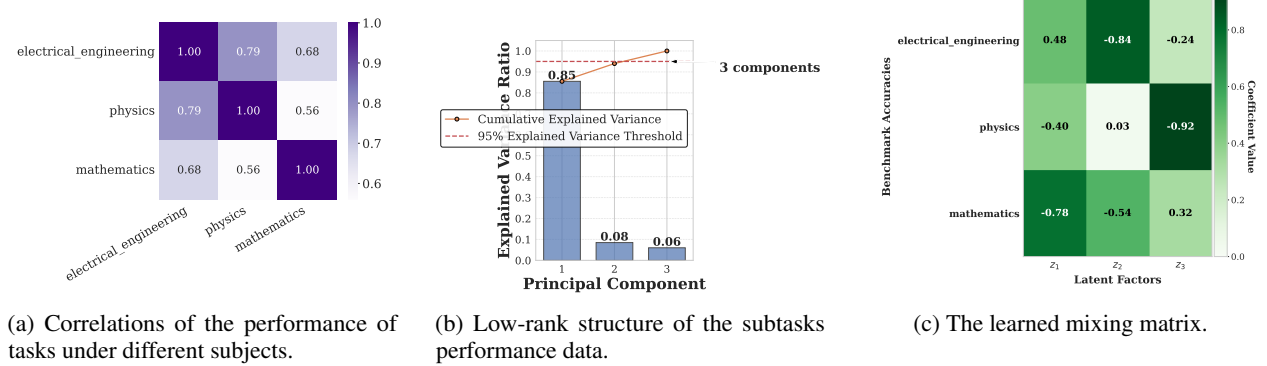 electrical_engineering
physics
mathematics
1.00 0.79 0.68
0.79 1.00 0.56
0.68 0.56 1.00
electrical_engineering
physics
mathematics
1.0
0.9
0.8
0.7
0.6
(a) Correlations of the performance of
tasks under different subjects.
Explained Variance Ratio
1.0
0.9
0.8
0.5
0.4
0.3
0.2
0.1
0.0
0.85
0.08
0.06
3 components
Cumulative Explained Variance
95% Explained Variance Threshold
1 2 3
Principal Component
(b) Low-rank structure of the subtasks
performance data.
Benchmark Accuracies
electrical_engineering
physics
mathematics
0.48 -0.84 -0.24
-0.40 0.03 -0.92
-0.78 -0.54 0.32
z1 z2 z3
Latent Factors
0.8
0.6
0.4
0.2
0.0
Coefficient Value
(c) The learned mixing matrix.